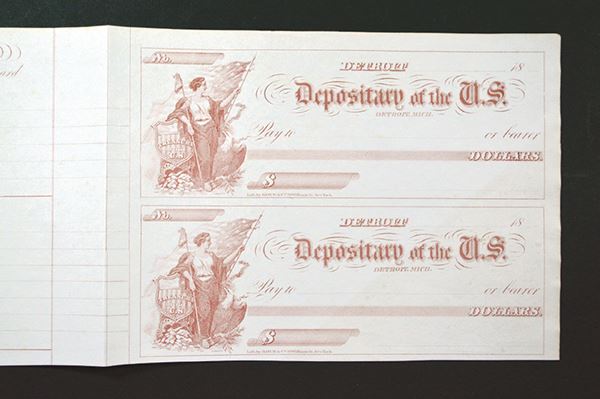 ard
No.
DETROIT
18
Depositary of the U.S.
DETROIT, MICH.
Pay to or bearer
DOLLARS.
$
No.
DETROIT
18
Depositary of the U.S.
DETROIT, MICH.
Pay to or bearer
DOLLARS.
$